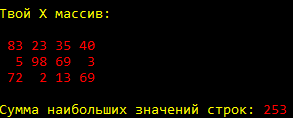 Твой X массив:
83 23 35 40
5 98 69 3
72 2 13 69
Сумма наибольших значений строк: 253